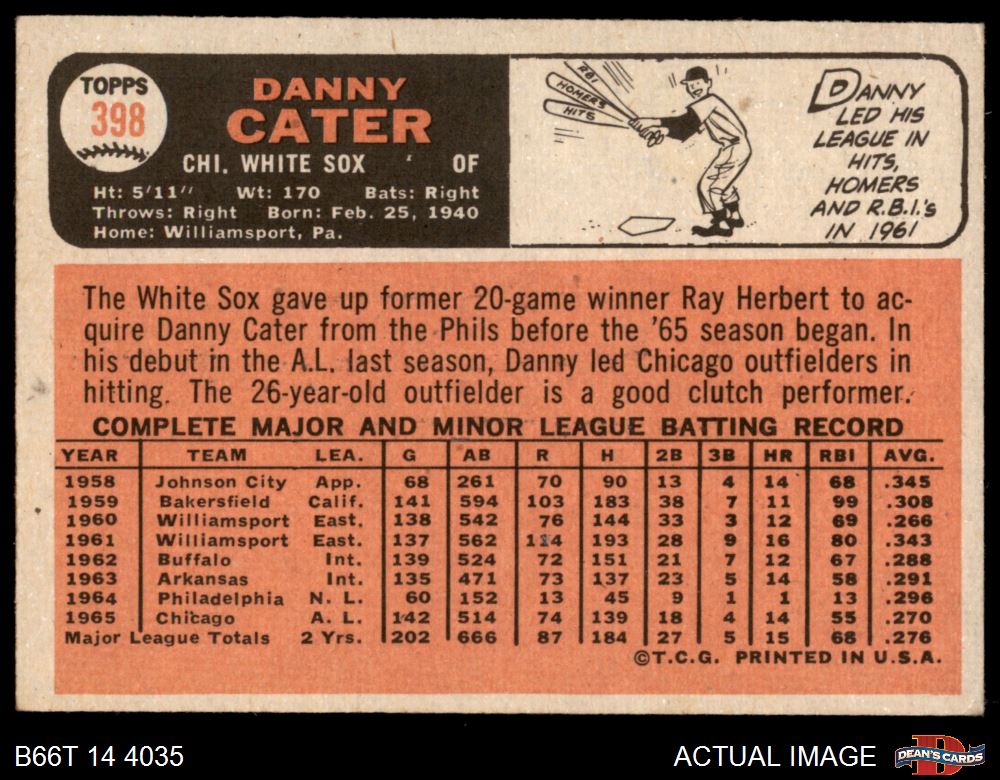 TOPPS
398
DANNY
CATER
CHI. WHITE SOX OF
Ht: 5'11" Wt: 170 Bats: Right
Throws: Right Born: Feb. 25, 1940
Home: Williamsport, Pa.
RBI
HOMERS
HITS
DANNY
LED HIS
LEAGUE IN
HITS,
HOMERS
AND R.B.I.'s
IN 1961
The White Sox gave up former 20-game winner Ray Herbert to ac-
quire Danny Cater from the Phils before the '65 season began. In
his debut in the A.L. last season, Danny led Chicago outfielders in
hitting. The 26-year-old outfielder is a good clutch performer.
COMPLETE MAJOR AND MINOR LEAGUE BATTING RECORD
YEAR TEAM LEA. G AB R H 2B 3B HR RBI AVG.
1958 Johnson City App. 68 261 70 90 13 4 14 68 .345
1959 Bakersfield Calif. 141 594 103 183 38 7 11 99 .308
1960 Williamsport East. 138 542 76 144 33 3 12 69 .266
1961 Williamsport East. 137 562 114 193 28 9 16 80 .343
1962 Buffalo Int. 139 524 72 151 21 7 12 67 .288
1963 Arkansas Int. 135 471 73 137 23 5 14 58 .291
1964 Philadelphia N. L. 60 152 13 45 9 1 1 13 .296
1965 Chicago A. L. 142 514 74 139 18 4 14 55 .270
Major League Totals 2 Yrs. 202 666 87 184 27 5 15 68 .276
©T.C.G. PRINTED IN U.S.A.
B66T 14 4035 ACTUAL IMAGE
DEAN'S CARDS